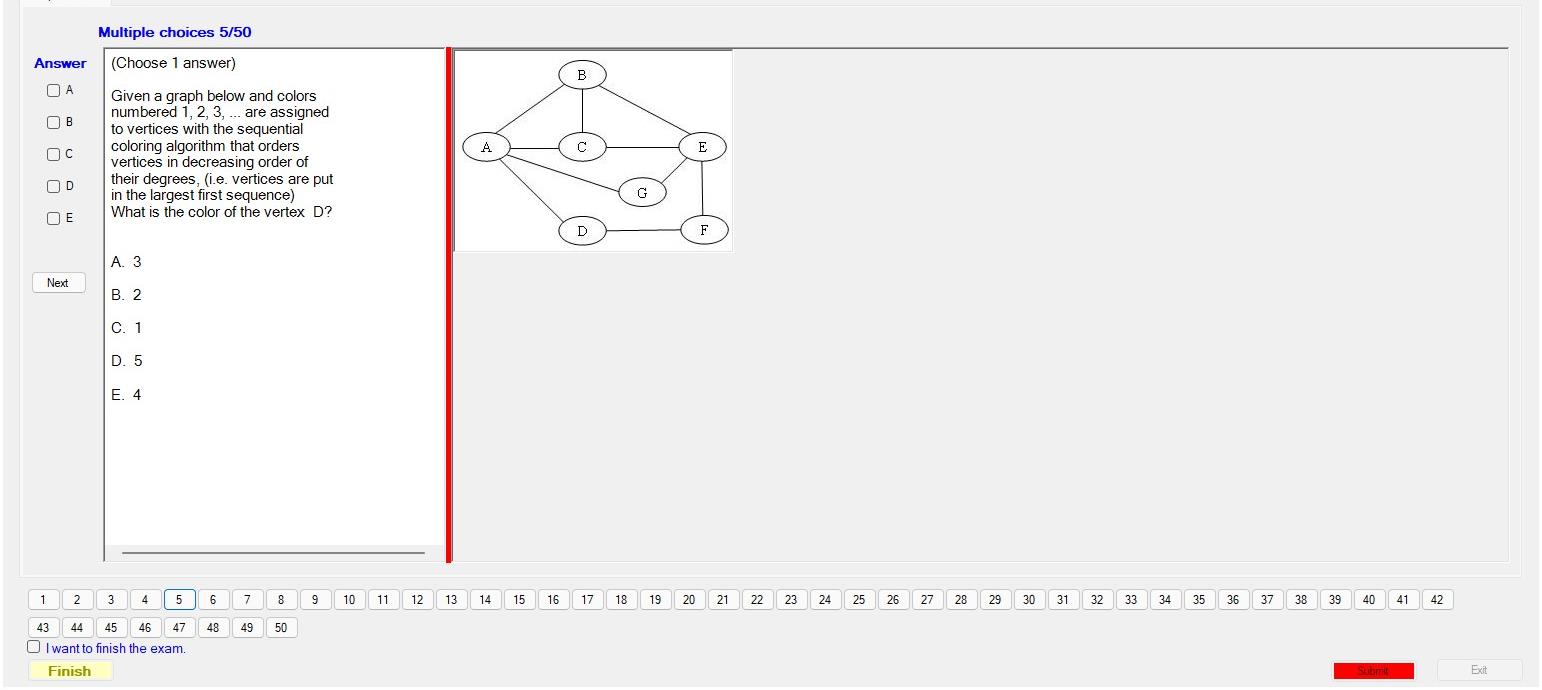 Multiple choices 5/50
Answer
A
B
C
D
E
Next
(Choose 1 answer)
Given a graph below and colors
numbered 1, 2, 3, ... are assigned
to vertices with the sequential
coloring algorithm that orders
vertices in decreasing order of
their degrees, (i.e. vertices are put
in the largest first sequence)
What is the color of the vertex D?
A. 3
B. 2
C. 1
D. 5
E. 4
B
A C E
G
D F
1 2 3 4 5 6 7 8 9 10 11 12 13 14 15 16 17 18 19 20 21 22 23 24 25 26 27 28 29 30 31 32 33 34 35 36 37 38 39 40 41 42
43 44 45 46 47 48 49 50
I want to finish the exam.
Finish
Submit
Exit